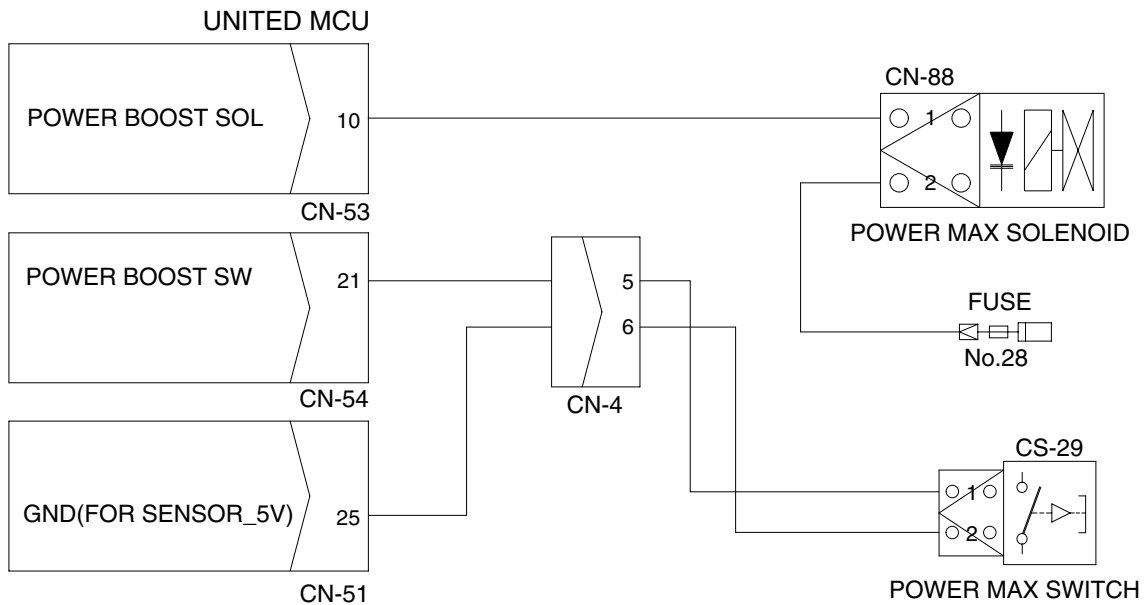 UNITED MCU
POWER BOOST SOL
10
CN-53
CN-88
1
2
POWER MAX SOLENOID
POWER BOOST SW
21
CN-54
5
6
CN-4
FUSE
No.28
GND(FOR SENSOR_5V)
25
CN-51
CS-29
1
2
POWER MAX SWITCH